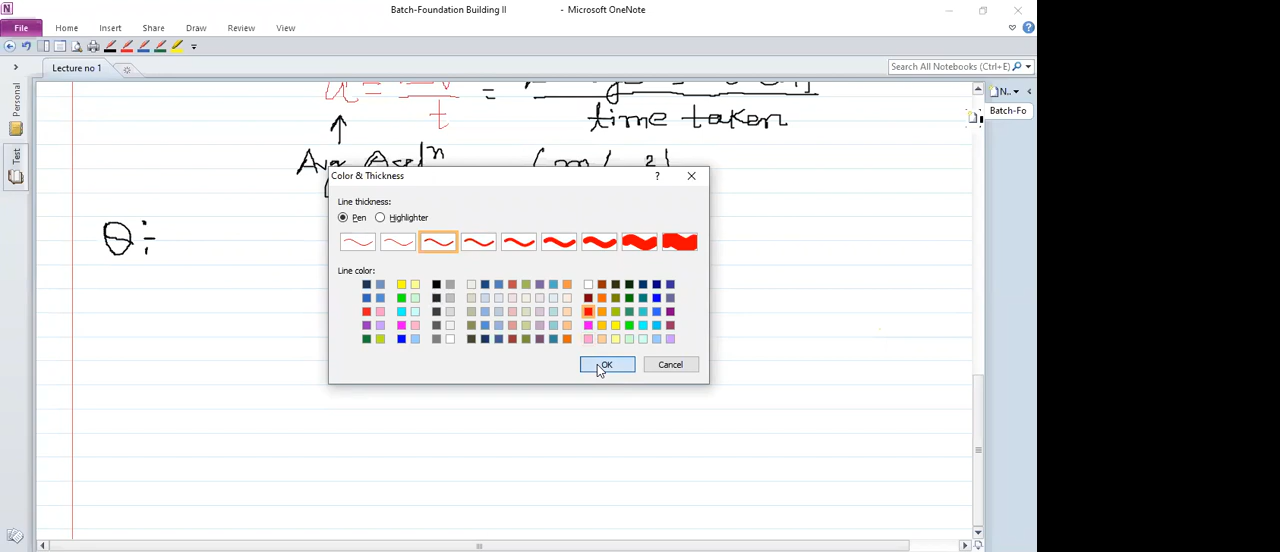 Batch-Foundation Building II - Microsoft OneNote
File Home Insert Share Draw Review View
Lecture no 1
Search All Notebooks (Ctrl+E)
Personal
Test
N..
Batch-Fo
t = time taken
Color & Thickness ?
Line thickness:
Pen Highlighter
Line color:
OK Cancel
Q:-